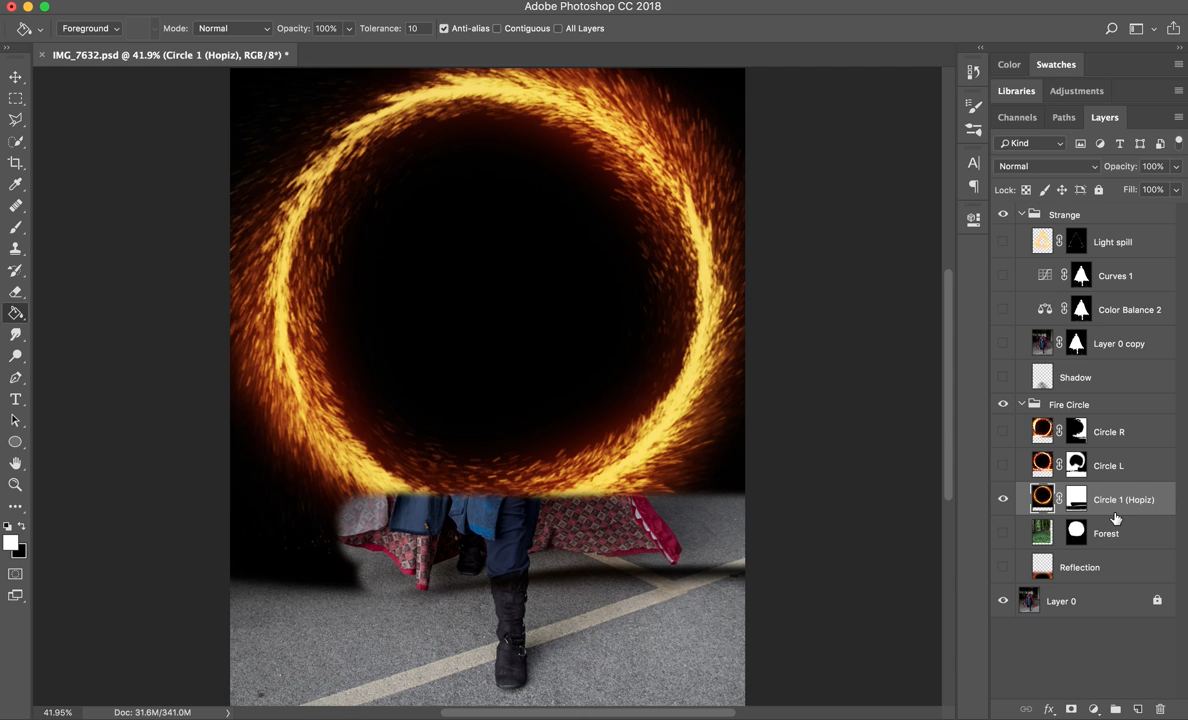 Adobe Photoshop CC 2018
Foreground Mode: Normal Opacity: 100% Tolerance: 10 Anti-alias Contiguous All Layers
× IMG_7632.psd @ 41.9% (Circle 1 (Hopiz), RGB/8*) *
Color Swatches
Libraries Adjustments
Channels Paths Layers
Kind
Normal Opacity: 100%
Lock: Fill: 100%
Strange
Light spill
Curves 1
Color Balance 2
Layer 0 copy
Shadow
Fire Circle
Circle R
Circle L
Circle 1 (Hopiz)
Forest
Reflection
Layer 0
41.95% Doc: 31.6M/341.0M